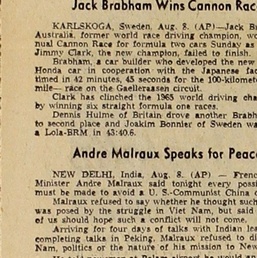 Jack Brabham Wins Cannon Rac
KARLSKOGA, Sweden, Aug. 8. (AP)—Jack Br
Australia, former world race driving champion, wo
nual Cannon Race for formula two cars Sunday as
Jimmy Clark, the new champion, failed to finish.
Brabham, a car builder who developed the new
Honda car in cooperation with the Japanese fac
timed in 42 minutes, 45 seconds for the 100-kilomete
mile— race on the Gaelleraasen circuit.
Clark has clinched the 1965 world driving cha
by winning six straight formula one races.
Dennis Hulme of Britain drove another Brabh
to second place and Joakim Bonnier of Sweden wa
a Lola-BRM in 43:40.6.
Andre Malraux Speaks for Peac
NEW DELHI, India, Aug. 8. (AP) — Frenc
Minister Andre Malraux said tonight every possi
must be made to avoid a U. S.-Communist China c
Malraux refused to say whether he thought suc
was posed by the struggle in Viet Nam, but said
of us should hope such a conflict will not come.
Arriving for four days of talks with Indian lea
completing talks in Peking, Malraux refused to di
Nam, politics or the nature of his mission to New